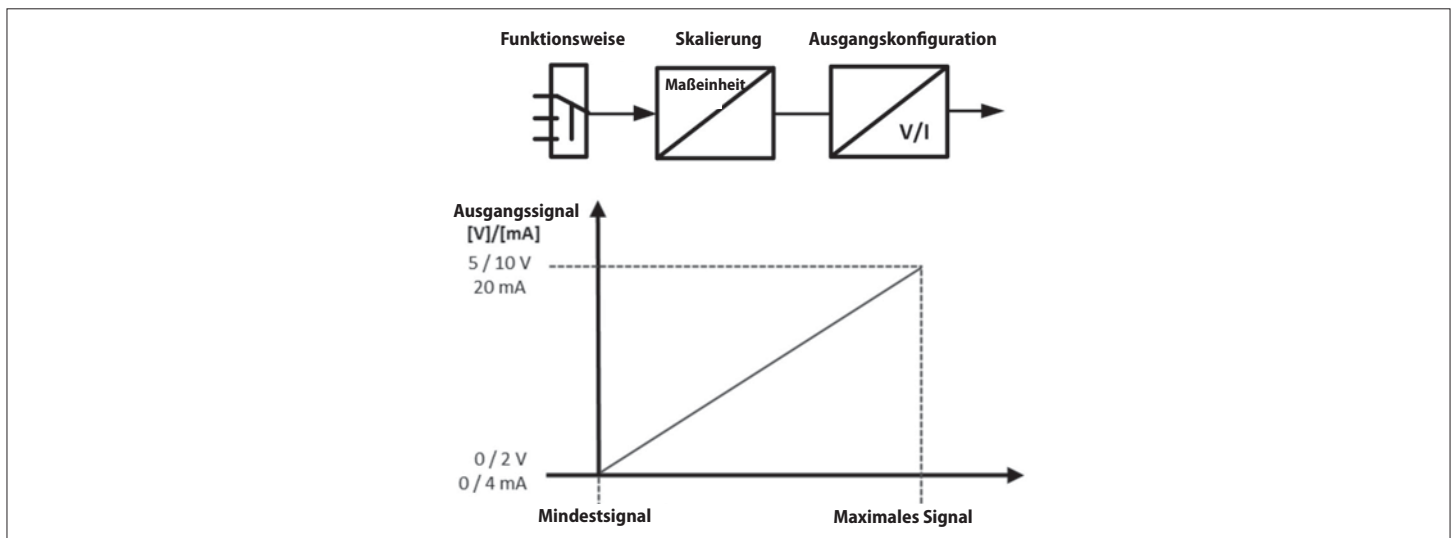 Funktionsweise Skalierung Ausgangskonfiguration
Maßeinheit
V/I
Ausgangssignal
[V]/[mA]
5 / 10 V
20 mA
0 / 2 V
0 / 4 mA
Mindestsignal Maximales Signal